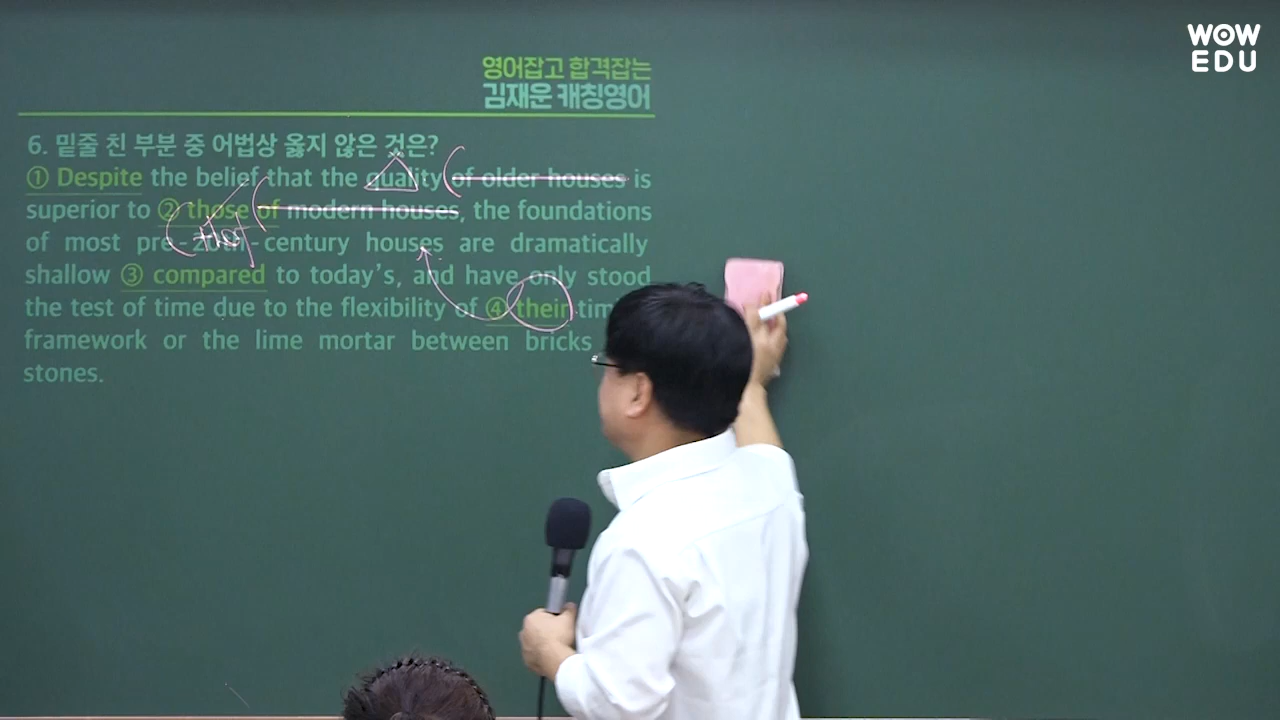 WOW
EDU
영어잡고 합격잡는
김재운 캐칭영어
6. 밑줄 친 부분 중 어법상 옳지 않은 것은?
① Despite the belief that the quality of older houses is
superior to ② those of modern houses, the foundations
of most pre-20th-century houses are dramatically
shallow ③ compared to today's, and have only stood
the test of time due to the flexibility of ④ their
framework or the lime mortar between bricks
stones.
that